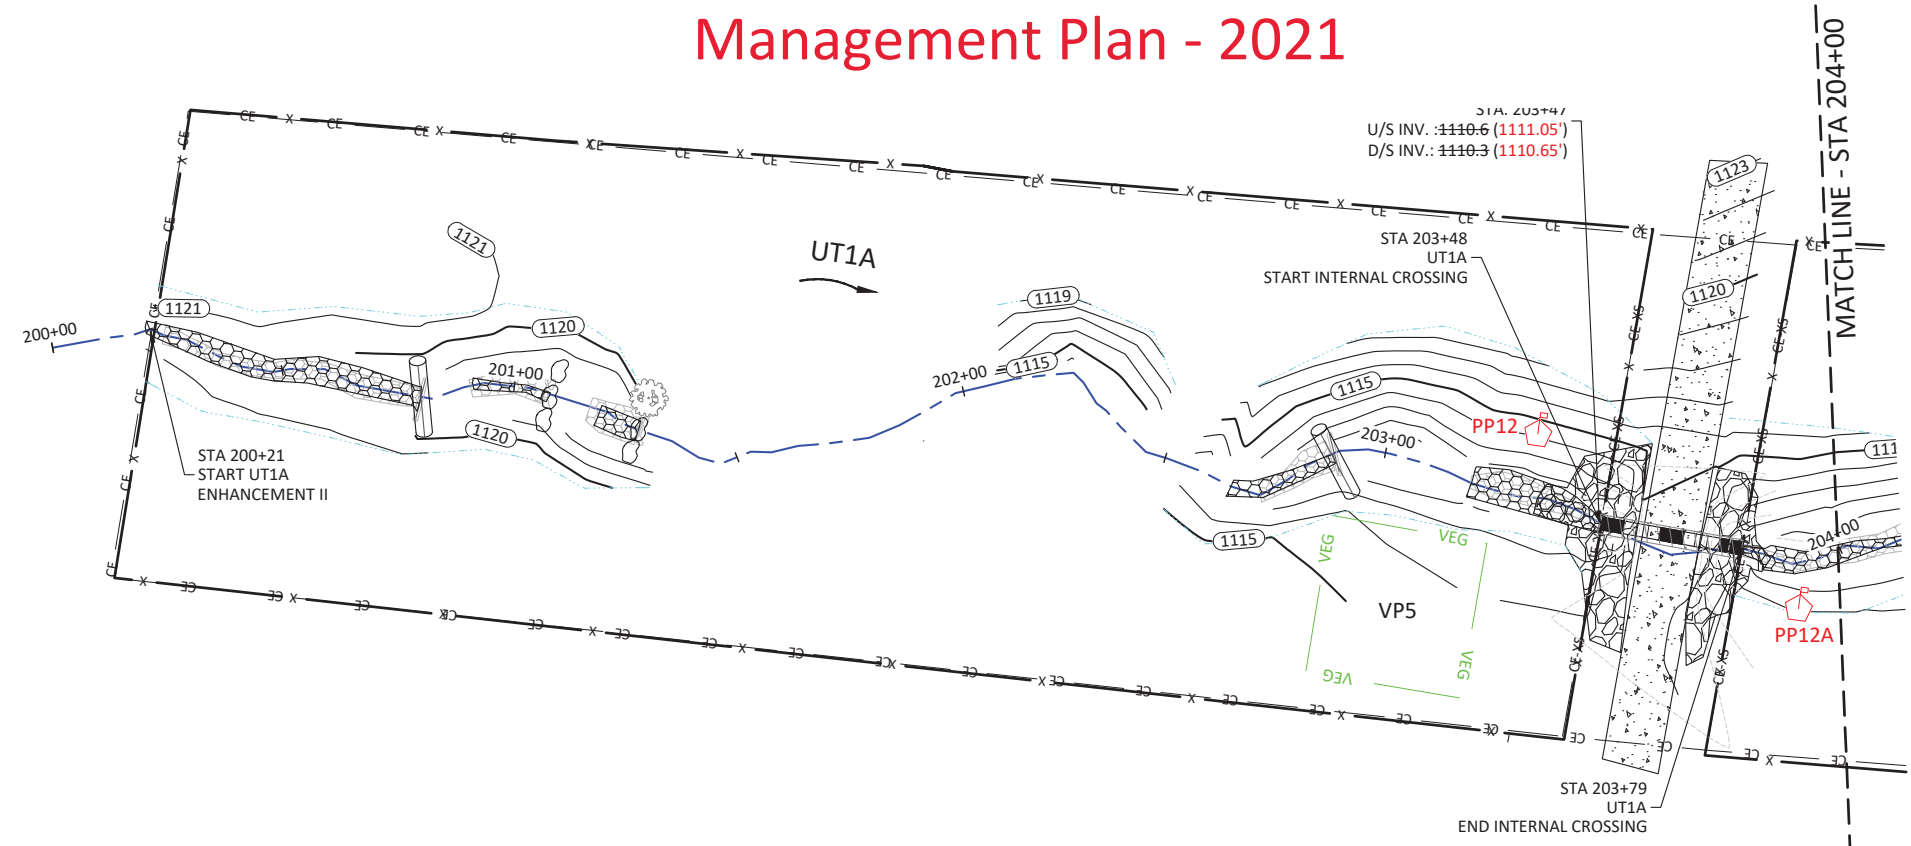 Management Plan - 2021
MATCH LINE - STA 204+00
STA. 203+47
U/S INV. :1110.6 (1111.05')
D/S INV.: 1110.3 (1110.65')
STA 203+48
UT1A
START INTERNAL CROSSING
UT1A
200+00
1121
1121
1120
201+00
1120
202+00
1119
1115
1115
203+00
1115
1123
1120
204+00
PP12
PP12A
STA 200+21
START UT1A
ENHANCEMENT II
VEG
VEG
VEG
VEG
VP5
STA 203+79
UT1A
END INTERNAL CROSSING